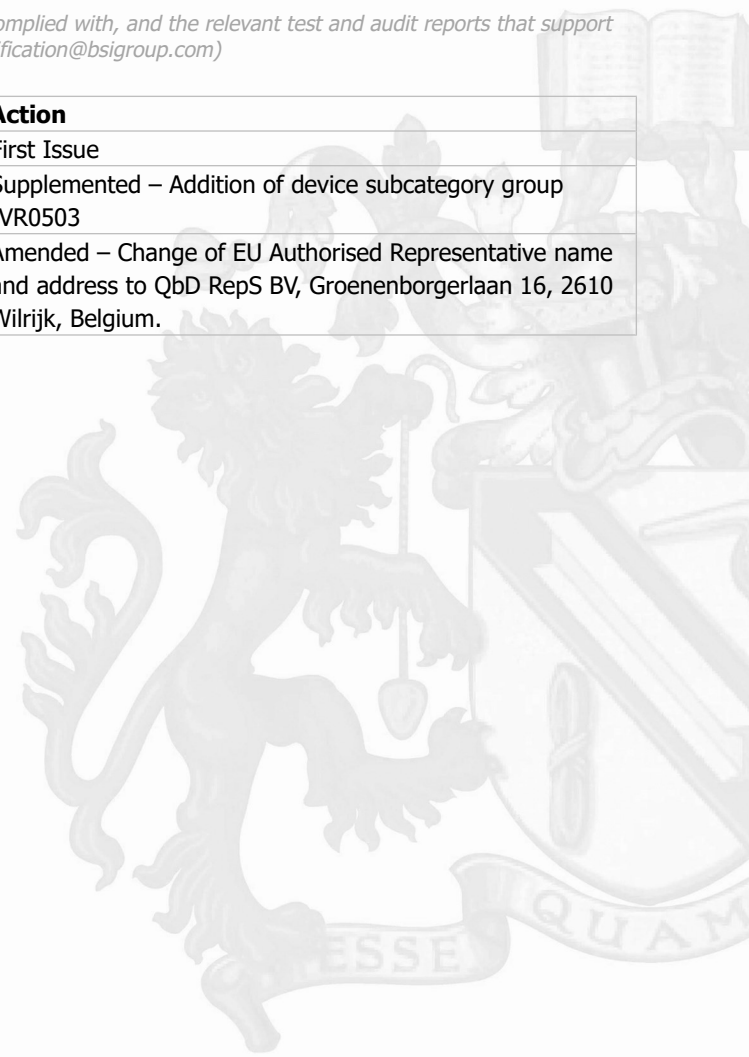 omplied with, and the relevant test and audit reports that support
ification@bsigroup.com)
Action
First Issue
Supplemented – Addition of device subcategory group
IVR0503
Amended – Change of EU Authorised Representative name
and address to QbD RepS BV, Groenenborgerlaan 16, 2610
Wilrijk, Belgium.
ESSE
QUAM